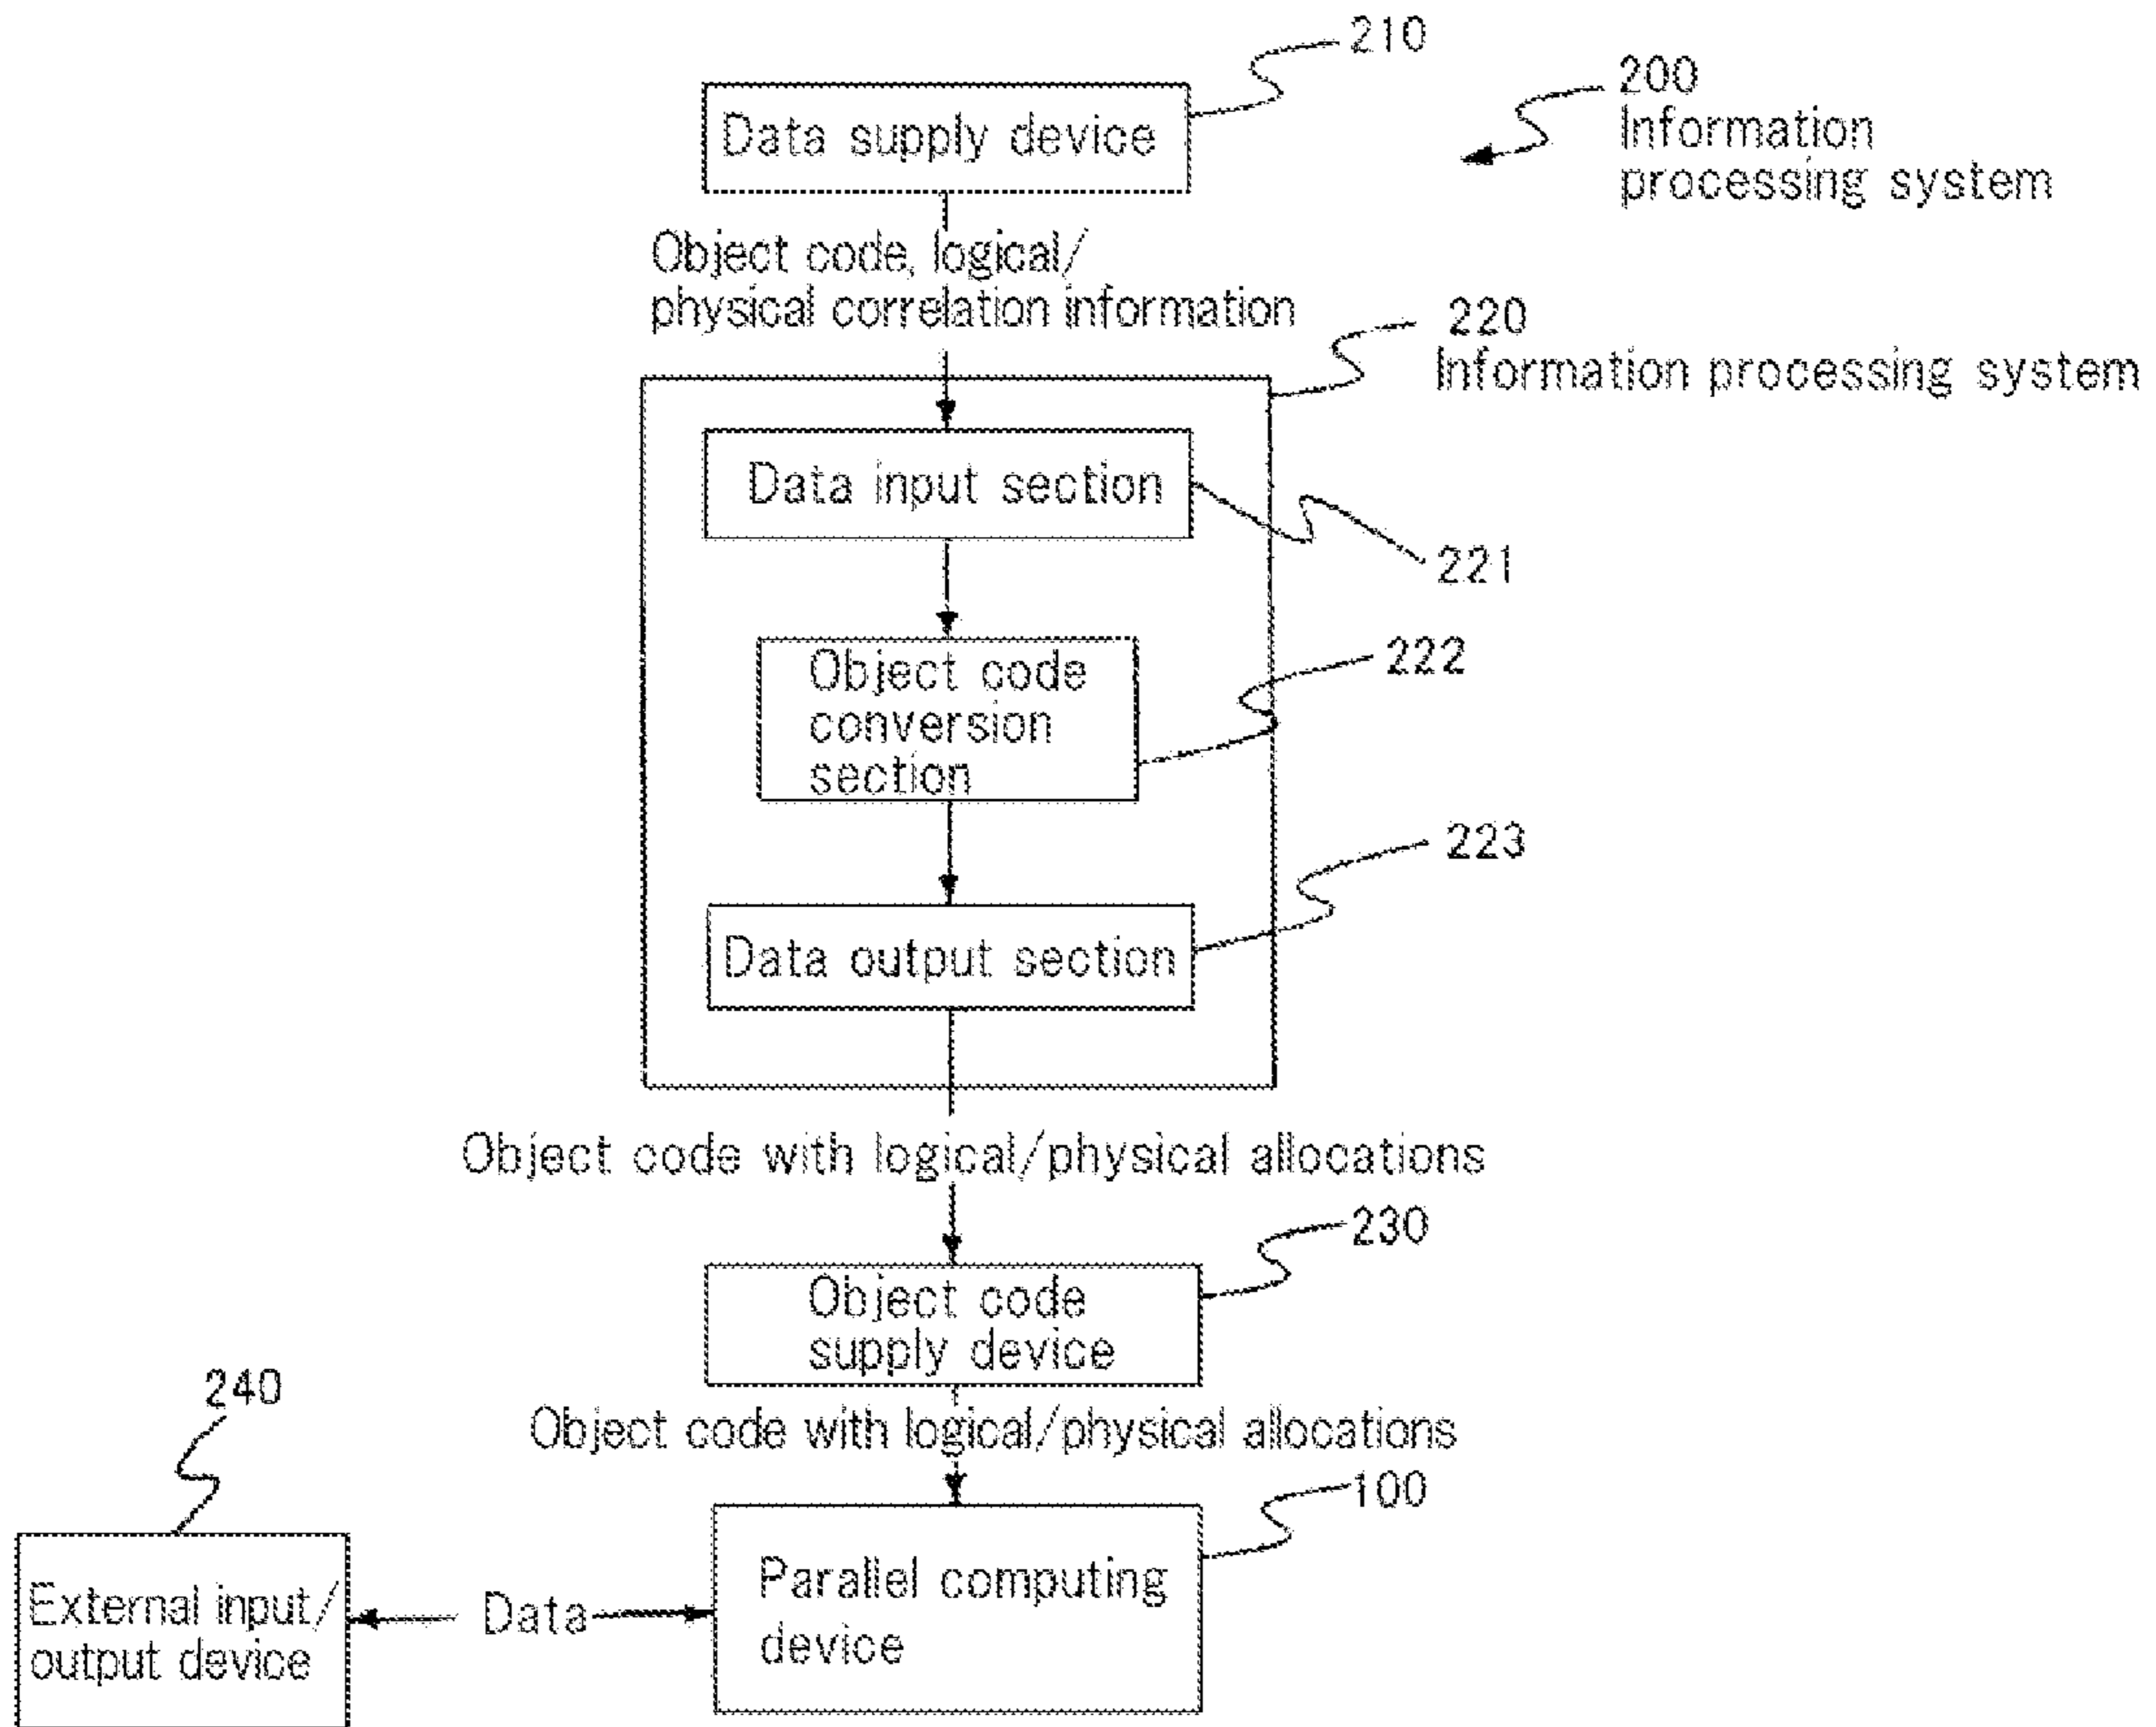 210
200
Information
processing system
Data supply device
Object code, logical/
physical correlation information
220
Information processing system
Data input section
221
Object code
conversion
section
222
223
Data output section
Object code with logical/physical allocations
230
Object code
supply device
240
Object code with logical/physical allocations
100
Parallel computing
device
External input/
output device
Data